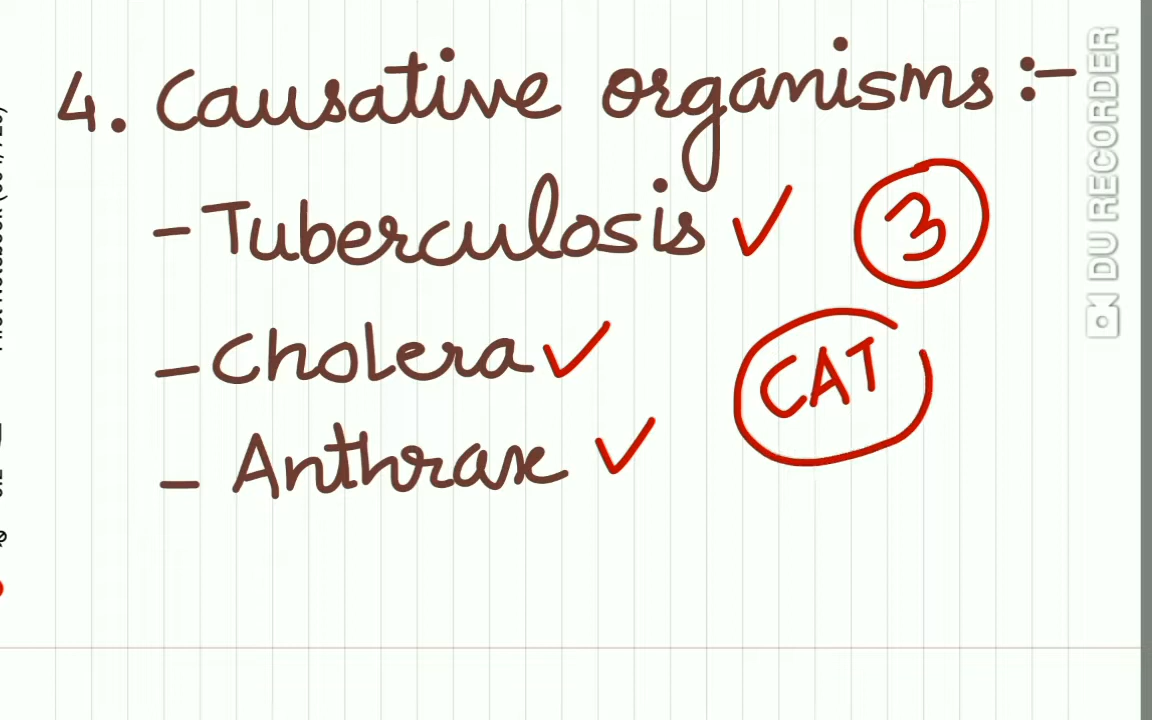 4. Causative organisms :-
- Tuberculosis ✓ 3
- Cholera ✓ CAT
- Anthrax ✓
DU RECORDER